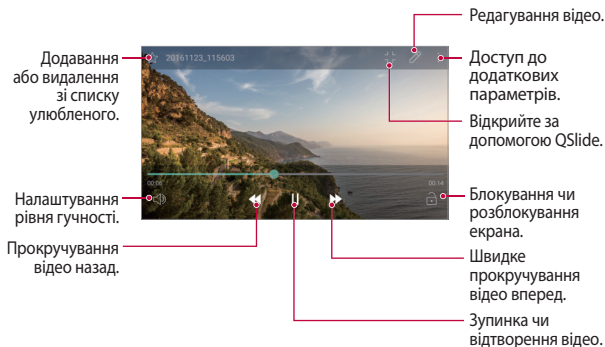 Редагування відео.
Додавання
або видалення
зі списку
улюбленого.
20161123_115603
Доступ до
додаткових
параметрів.
Відкрийте за
допомогою QSlide.
00:06
00:14
Налаштування
рівня гучності.
Блокування чи
розблокування
екрана.
Прокручування
відео назад.
Швидке
прокручування
відео вперед.
Зупинка чи
відтворення відео.